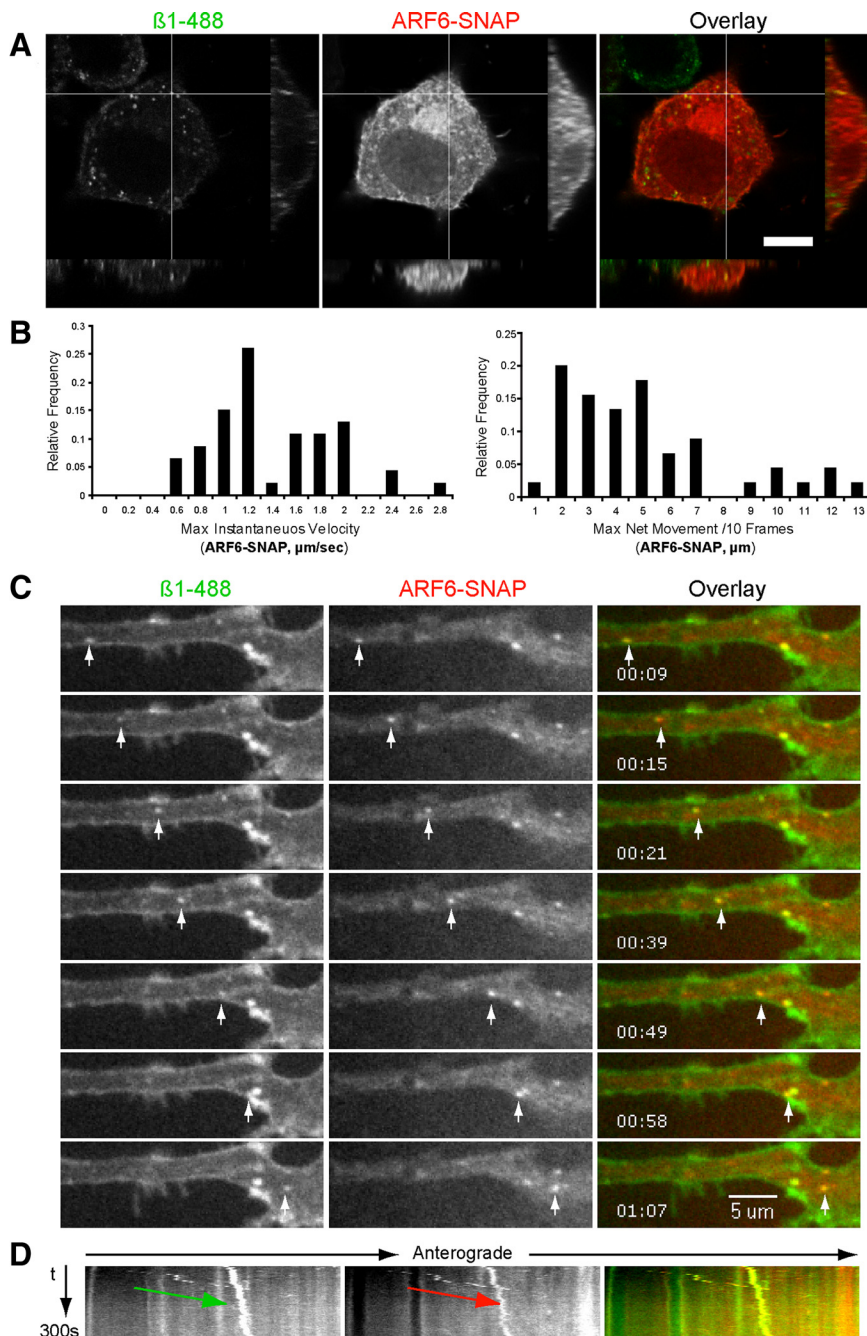 ß1-488 ARF6-SNAP Overlay
A
B
0.3
0.25
0.2
0.15
0.1
0.05
0
Relative Frequency
0 0.2 0.4 0.6 0.8 1 1.2 1.4 1.6 1.8 2 2.2 2.4 2.6 2.8
Max Instantaneuos Velocity
(ARF6-SNAP, µm/sec)
0.25
0.2
0.15
0.1
0.05
0
Relative Frequency
1 2 3 4 5 6 7 8 9 10 11 12 13
Max Net Movement /10 Frames
(ARF6-SNAP, µm)
C
ß1-488 ARF6-SNAP Overlay
00:09
00:15
00:21
00:39
00:49
00:58
01:07
5 um
D
Anterograde
t
300s